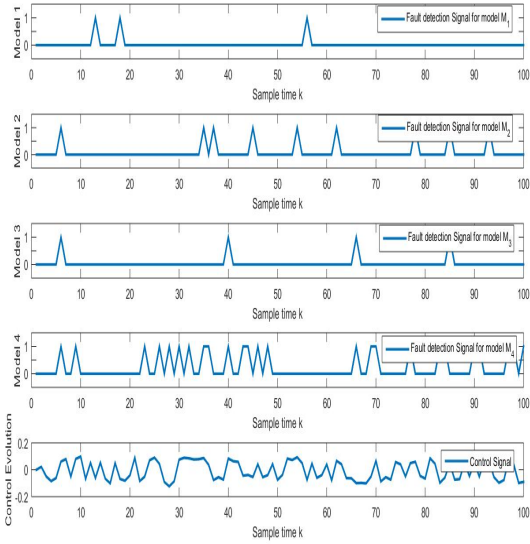 Model 1
1
0
Fault detection Signal for model M1
0 10 20 30 40 50 60 70 80 90 100
Sample time k
Model 2
1
0
Fault detection Signal for model M2
0 10 20 30 40 50 60 70 80 90 100
Sample time k
Model 3
1
0
Fault detection Signal for model M3
0 10 20 30 40 50 60 70 80 90 100
Sample time k
Model 4
1
0
Fault detection Signal for model M4
0 10 20 30 40 50 60 70 80 90 100
Sample time k
Control Evolution
0.2
0
-0.2
Control Signal
0 10 20 30 40 50 60 70 80 90 100
Sample time k